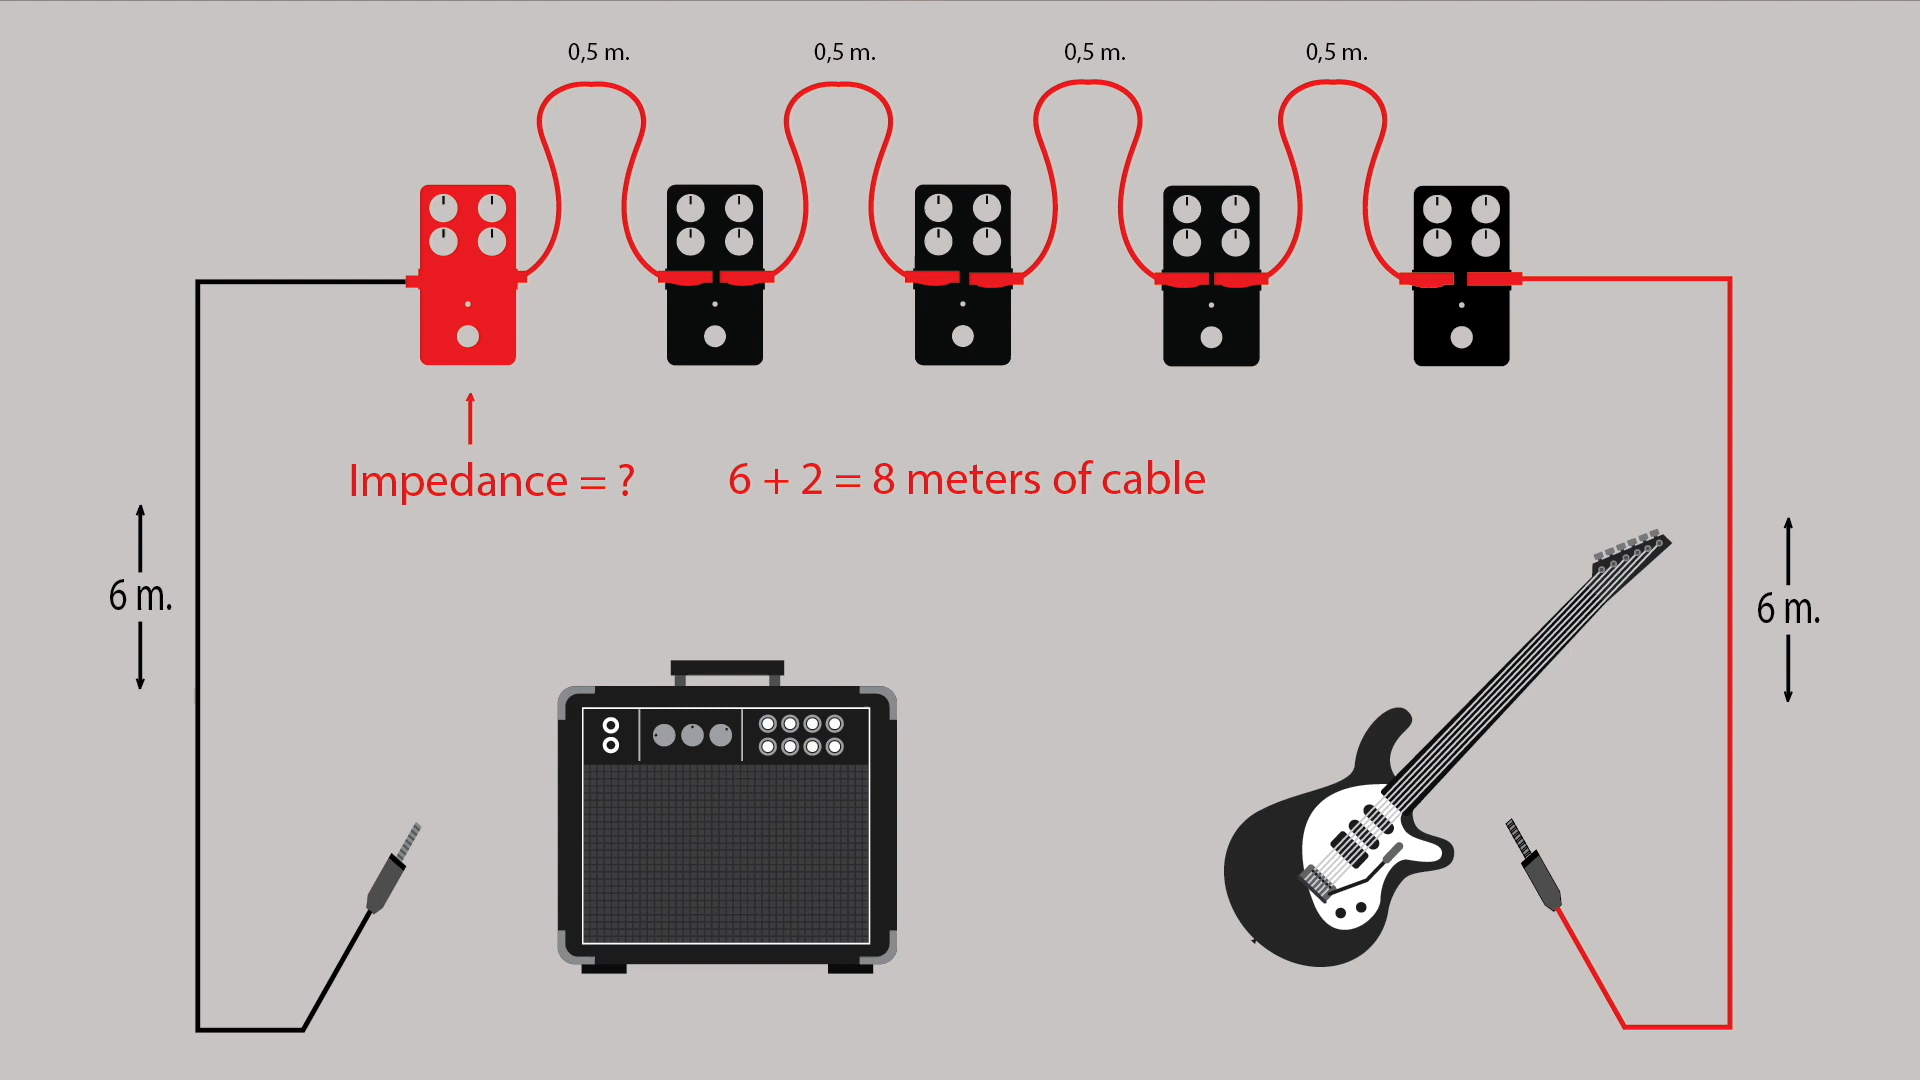 0,5 m.
0,5 m.
0,5 m.
0,5 m.
Impedance = ?
6 + 2 = 8 meters of cable
6 m.
6 m.